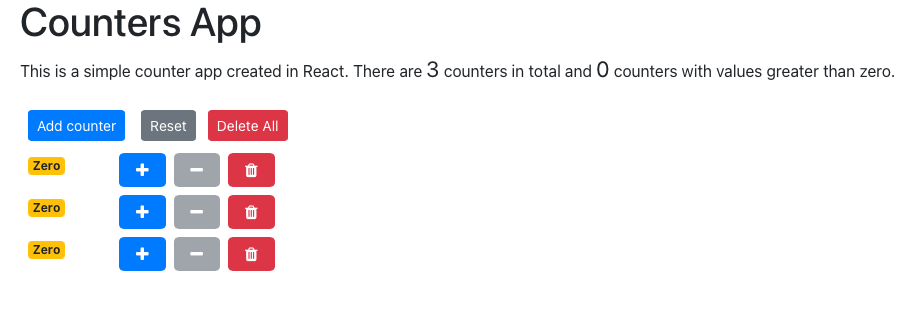 Counters App
This is a simple counter app created in React. There are 3 counters in total and 0 counters with values greater than zero.
Add counter Reset Delete All
Zero + −
Zero + −
Zero + −